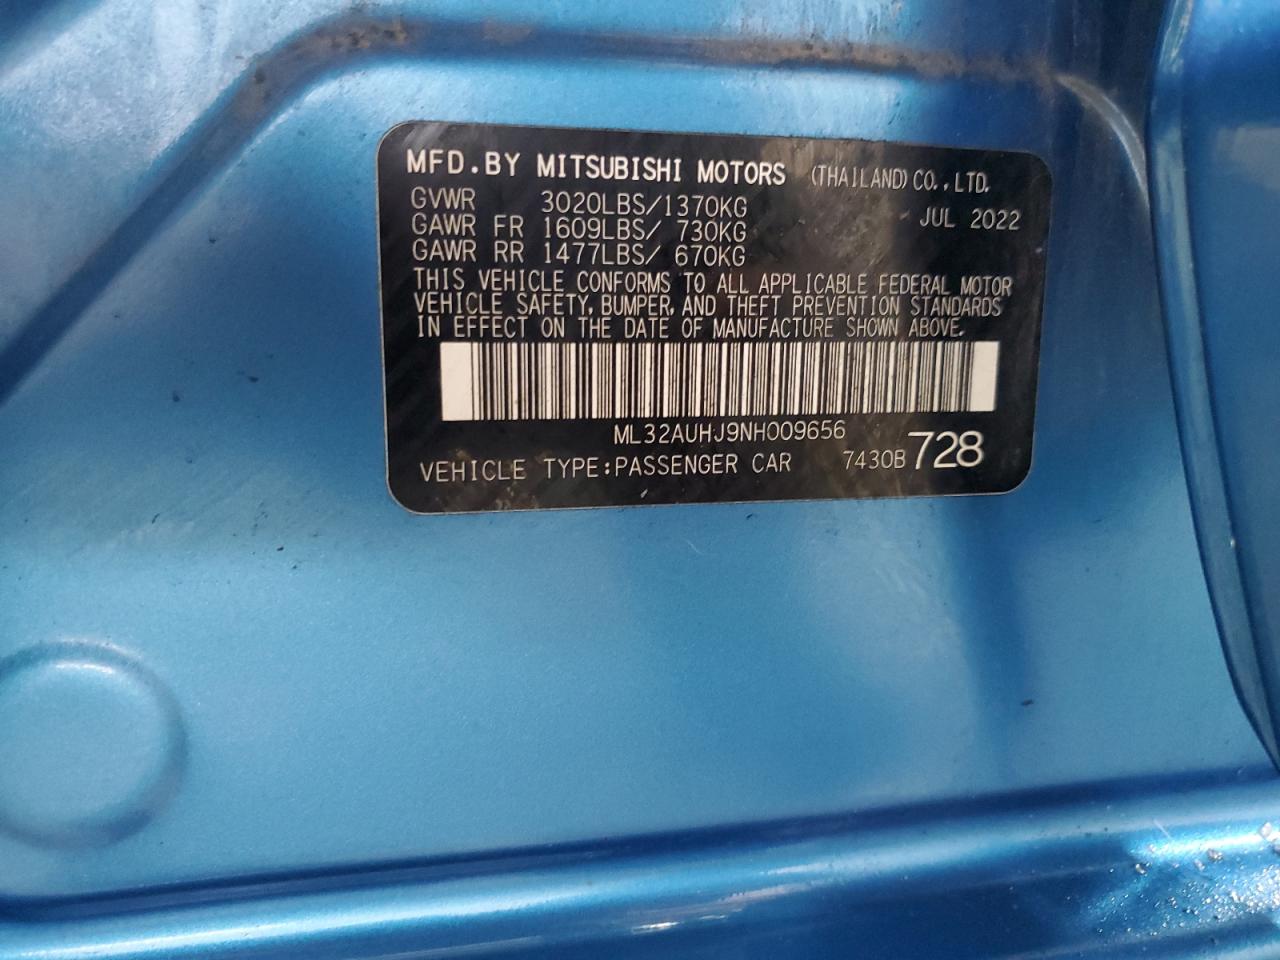 MFD.BY MITSUBISHI MOTORS (THAILAND) CO., LTD.
GVWR 3020LBS/1370KG JUL 2022
GAWR FR 1609LBS/ 730KG
GAWR RR 1477LBS/ 670KG
THIS VEHICLE CONFORMS TO ALL APPLICABLE FEDERAL MOTOR
VEHICLE SAFETY, BUMPER, AND THEFT PREVENTION STANDARDS
IN EFFECT ON THE DATE OF MANUFACTURE SHOWN ABOVE.
ML32AUHJ9NH009656
VEHICLE TYPE:PASSENGER CAR 7430B 728